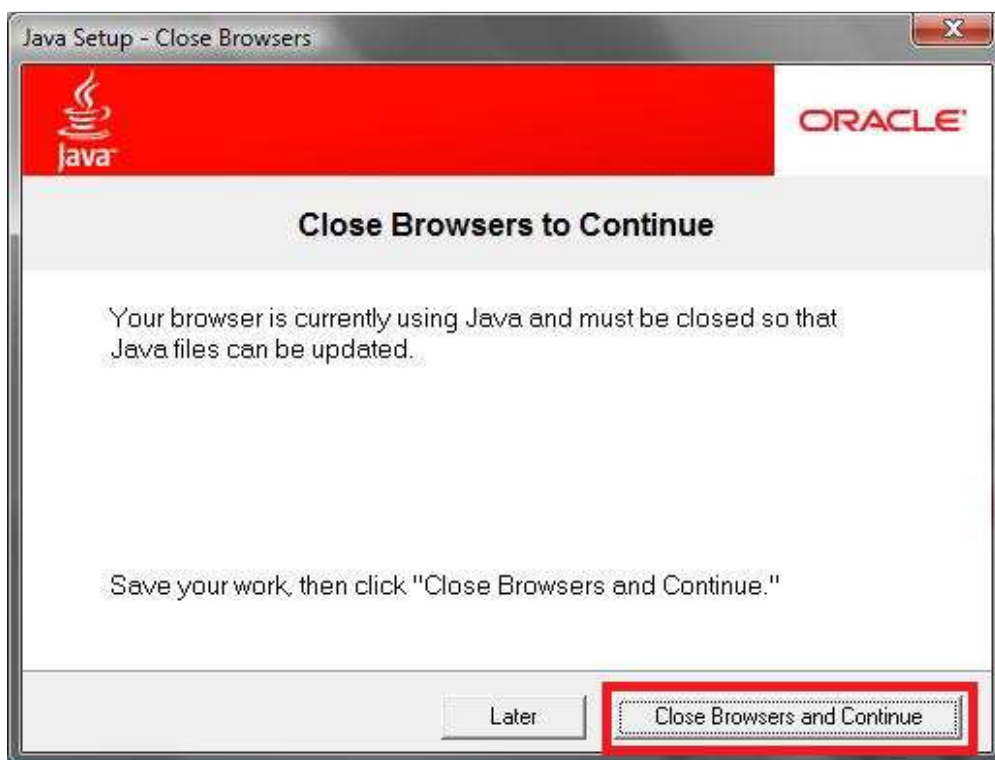 Java Setup - Close Browsers
X
Java
ORACLE
Close Browsers to Continue
Your browser is currently using Java and must be closed so that
Java files can be updated.
Save your work, then click "Close Browsers and Continue."
Later
Close Browsers and Continue